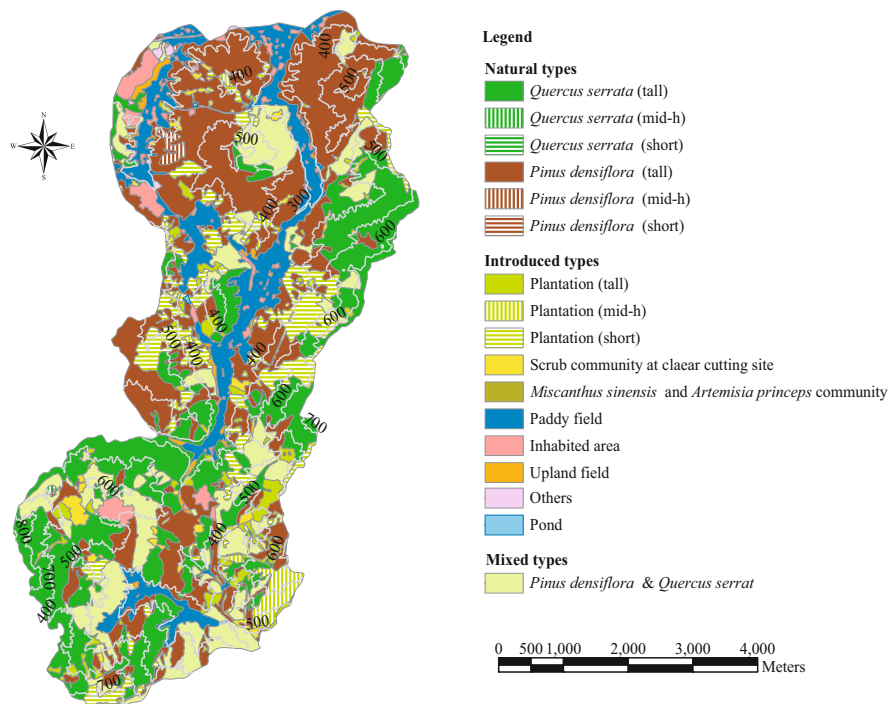 Legend
Natural types
Quercus serrata (tall)
Quercus serrata (mid-h)
Quercus serrata (short)
Pinus densiflora (tall)
Pinus densiflora (mid-h)
Pinus densiflora (short)
Introduced types
Plantation (tall)
Plantation (mid-h)
Plantation (short)
Scrub community at claear cutting site
Miscanthus sinensis and Artemisia princeps community
Paddy field
Inhabited area
Upland field
Others
Pond
Mixed types
Pinus densiflora & Quercus serrat
0 500 1,000 2,000 3,000 4,000
Meters
N
W E
S
400
400
500
500
500
400
300
600
600
400
500
400
400
600
700
600
500
800
500
400
600
700
400
500
700